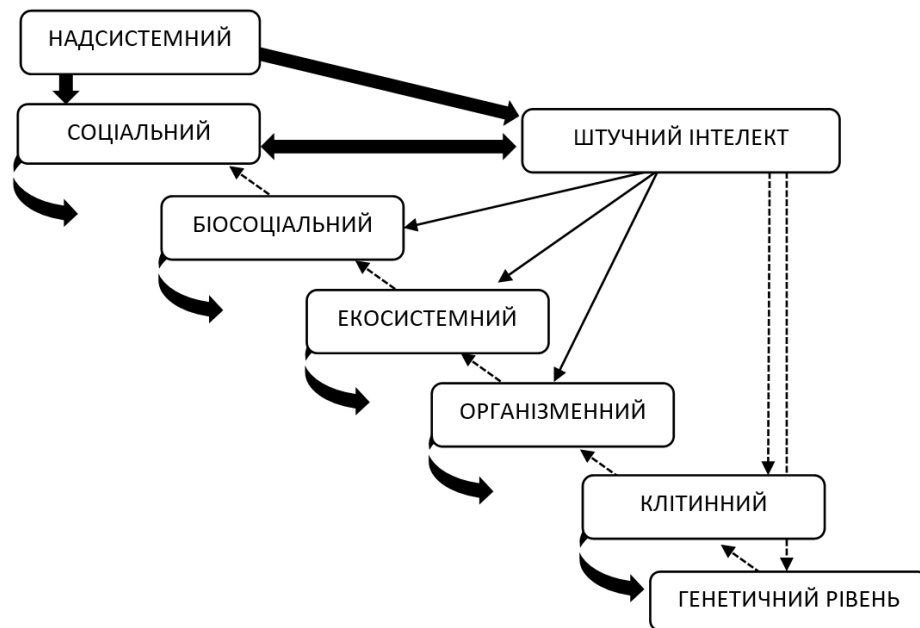 НАДСИСТЕМНИЙ
СОЦІАЛЬНИЙ
ШТУЧНИЙ ІНТЕЛЕКТ
БІОСОЦІАЛЬНИЙ
ЕКОСИСТЕМНИЙ
ОРГАНІЗМЕННИЙ
КЛІТИННИЙ
ГЕНЕТИЧНИЙ РІВЕНЬ